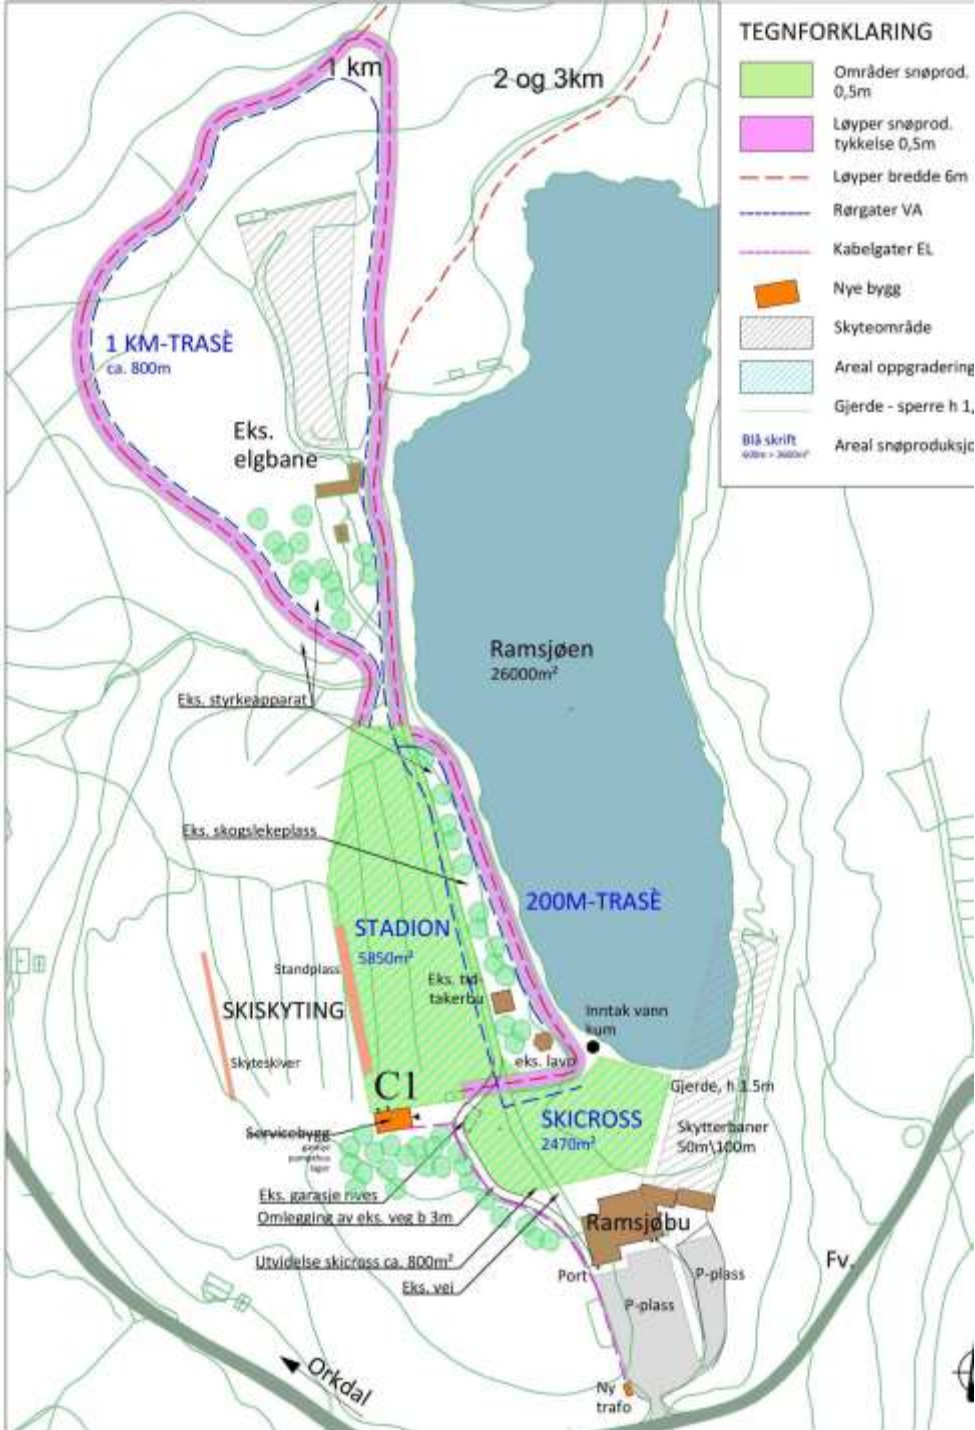 TEGNFORKLARING
Områder snøprod.
0,5m
Løyper snøprod.
tykkelse 0,5m
Løyper bredde 6m
Rørgater VA
Kabelgater EL
Nye bygg
Skyteområde
Areal oppgradering
Gjerde - sperre h 1,
Blå skrift
Areal snøproduksjo
1 km
2 og 3km
1 KM-TRASÈ
ca. 800m
Eks.
elgbane
Ramsjøen
26000m²
Eks. styrkeapparat
Eks. skogslekeplass
200M-TRASÈ
STADION
5850m²
Standplass
Eks. tid-
takerbu
SKISKYTING
Inntak vann
kum
Skyteskiver
eks. lavo
C1
Gjerde, h 1.5m
SKICROSS
2470m²
Skytterbaner
50m\100m
Servicebygg
lager
Eks. garasje rives
Omlegging av eks. veg b 3m
Ramsjøbu
Utvidelse skicross ca. 800m²
Eks. vei
Port
P-plass
P-plass
Fv.
Orkdal
Ny
trafo